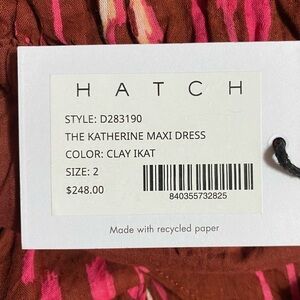 HATCH
STYLE: D283190
THE KATHERINE MAXI DRESS
COLOR: CLAY IKAT
SIZE: 2
$248.00
840355732825
Made with recycled paper